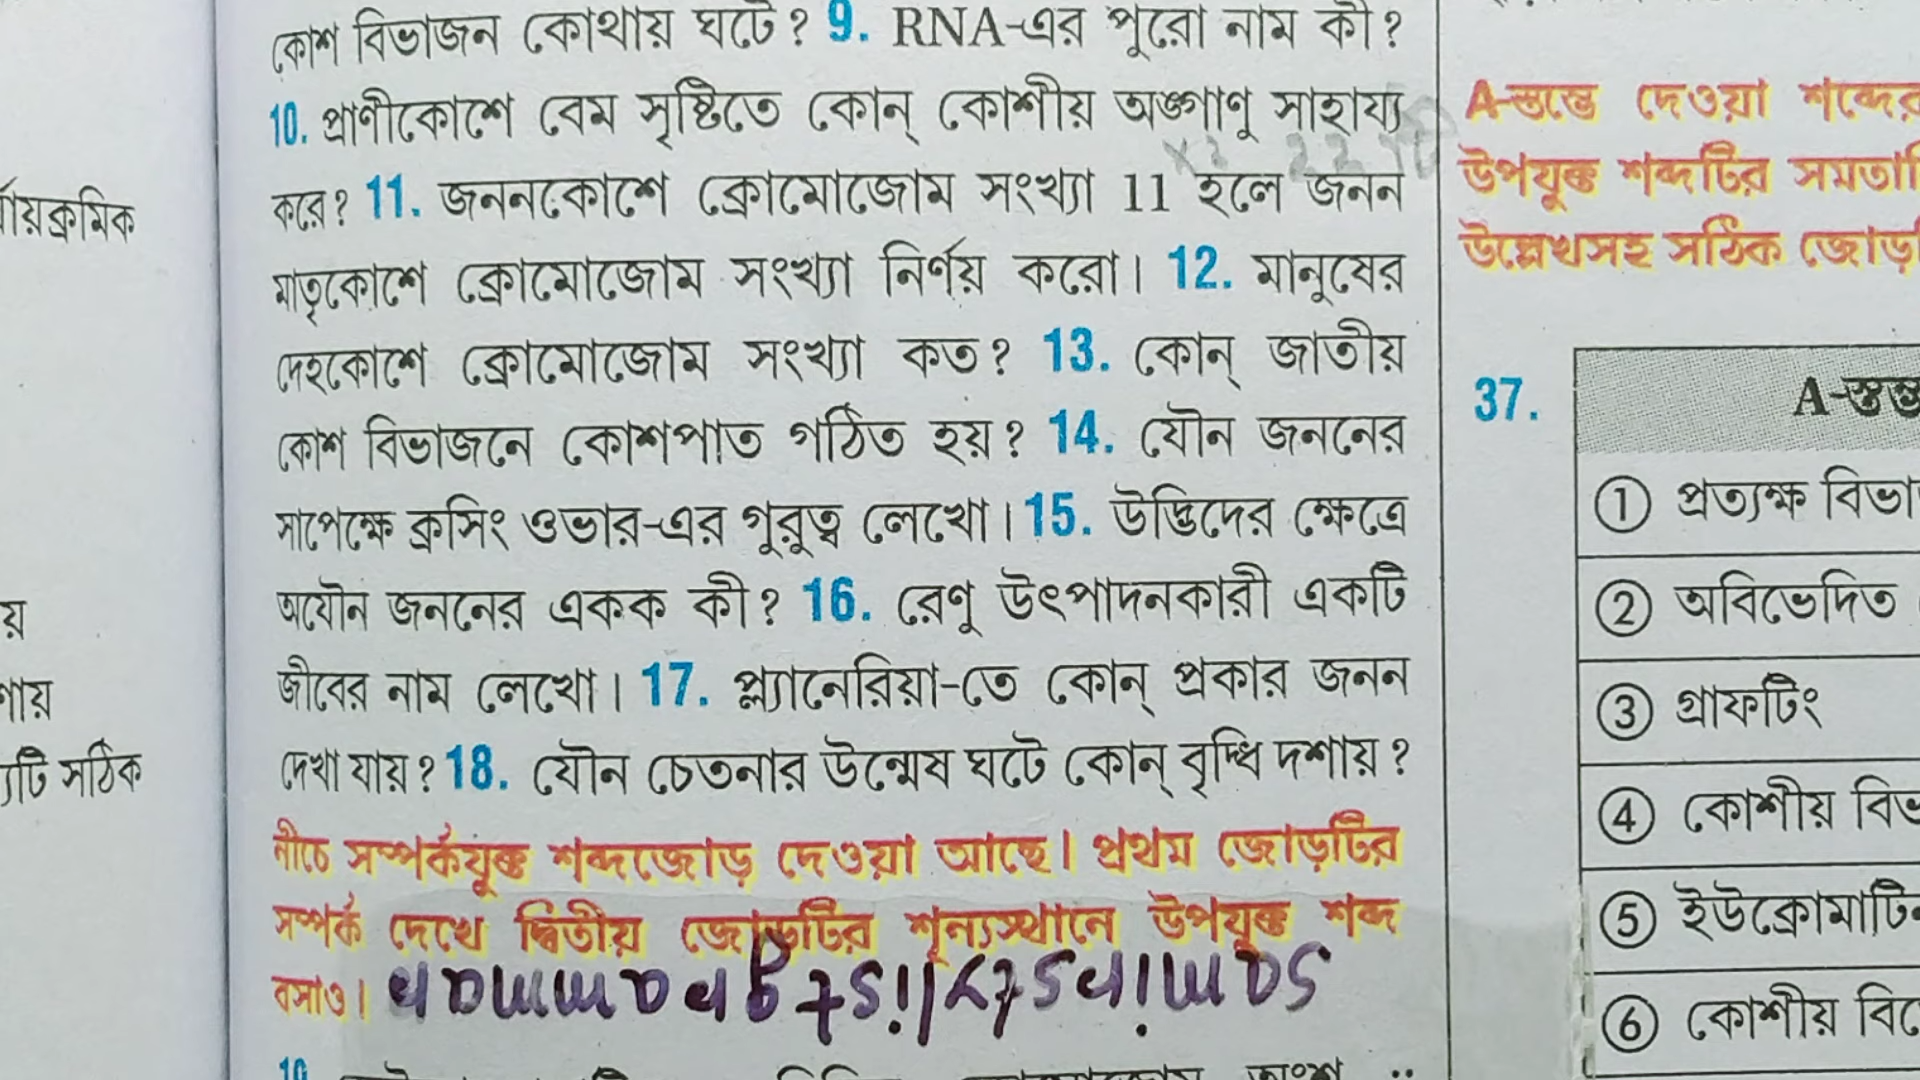 কোশ বিভাজন কোথায় ঘটে? 9. RNA-এর পুরো নাম কী?
10. প্রাণীকোশে বেম সৃষ্টিতে কোন্ কোশীয় অঙ্গাণু সাহায্য
করে? 11. জননকোশে ক্রোমোজোম সংখ্যা 11 হলে জনন
মাতৃকোশে ক্রোমোজোম সংখ্যা নির্ণয় করো। 12. মানুষের
দেহকোশে ক্রোমোজোম সংখ্যা কত? 13. কোন্ জাতীয়
কোশ বিভাজনে কোশপাত গঠিত হয়? 14. যৌন জননের
সাপেক্ষে ক্রসিং ওভার-এর গুরুত্ব লেখো। 15. উদ্ভিদের ক্ষেত্রে
অযৌন জননের একক কী? 16. রেণু উৎপাদনকারী একটি
জীবের নাম লেখো। 17. প্ল্যানেরিয়া-তে কোন্ প্রকার জনন
দেখা যায়? 18. যৌন চেতনার উন্মেষ ঘটে কোন্ বৃদ্ধি দশায়?
নীচে সম্পর্কযুক্ত শব্দজোড় দেওয়া আছে। প্রথম জোড়টির
সম্পর্ক দেখে দ্বিতীয় জোড়টির শূন্যস্থানে উপযুক্ত শব্দ
বসাও।
র্যায়ক্রমিক
য়
টি সঠিক
A-স্তম্ভে দেওয়া শব্দের
উপযুক্ত শব্দটির সমতা
উল্লেখসহ সঠিক জোড়
37.
A-স্তম্ভ
① প্রত্যক্ষ বিভা
② অবিভেদিত
③ গ্রাফটিং
④ কোশীয় বিভ
⑤ ইউক্রোমাটি
⑥ কোশীয় বি